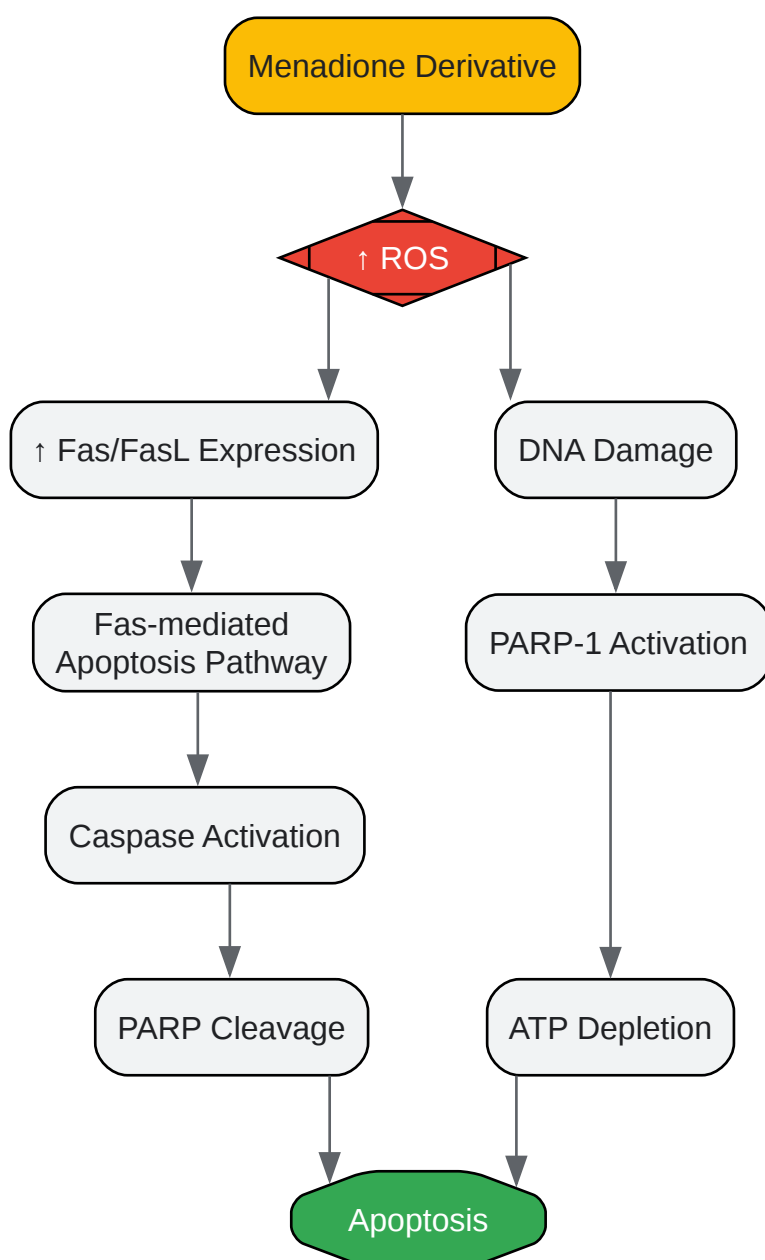 Menadione Derivative
↑ ROS
↑ Fas/FasL Expression
DNA Damage
Fas-mediated
Apoptosis Pathway
PARP-1 Activation
Caspase Activation
PARP Cleavage
ATP Depletion
Apoptosis